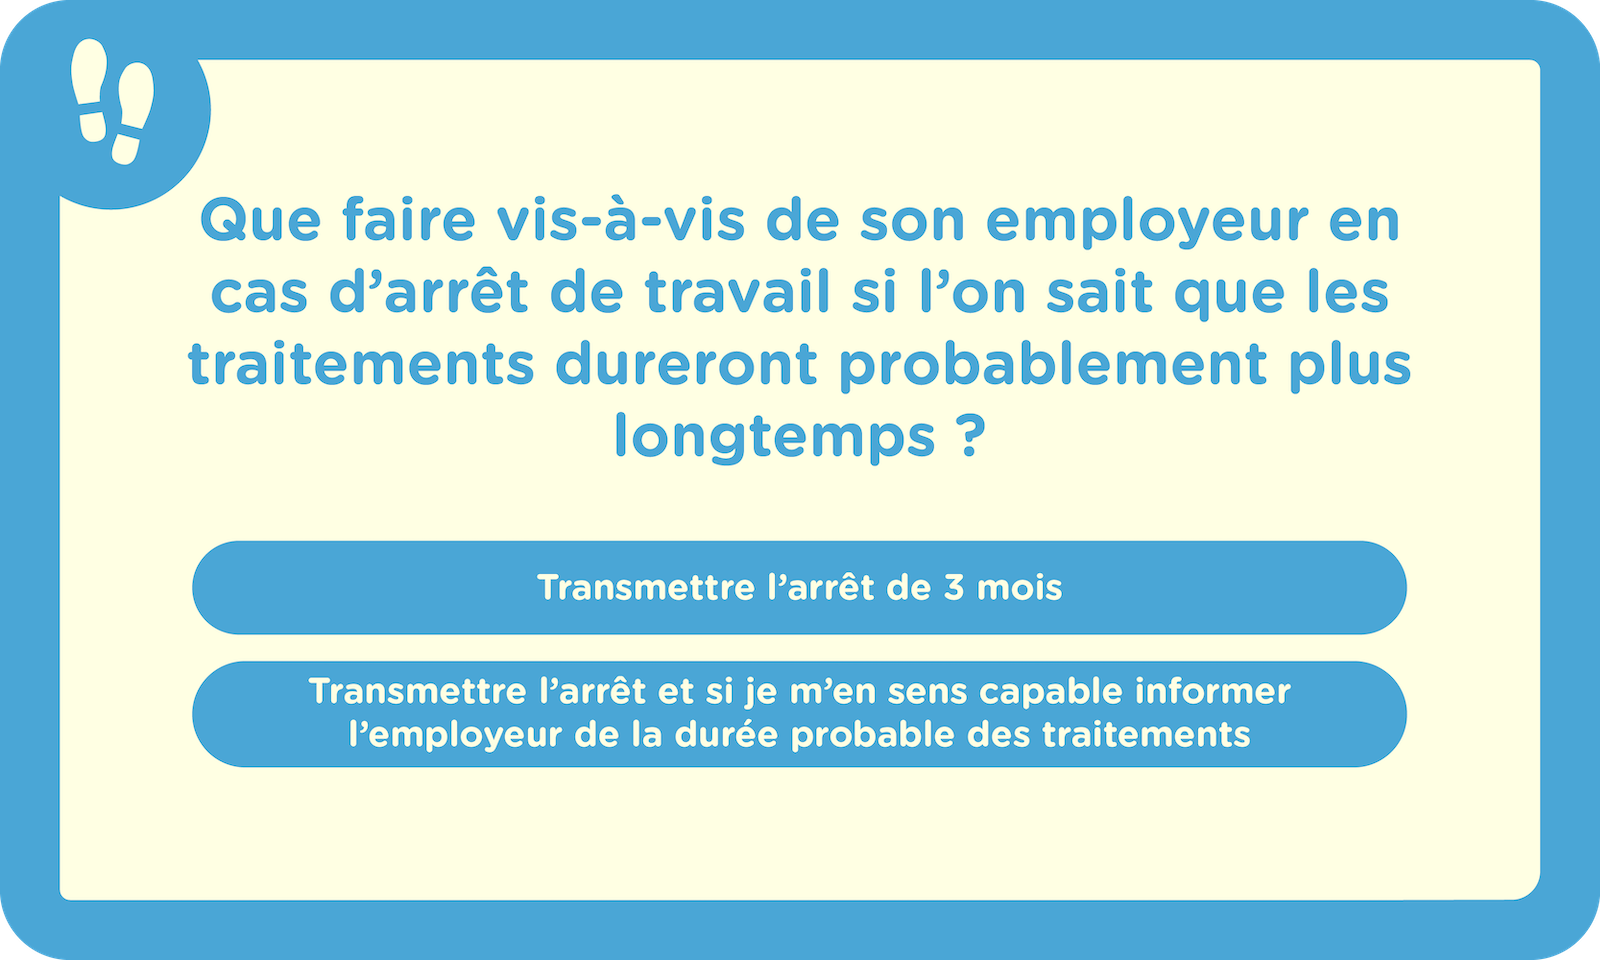 Que faire vis-à-vis de son employeur en
cas d’arrêt de travail si l’on sait que les
traitements dureront probablement plus
longtemps ?
Transmettre l’arrêt de 3 mois
Transmettre l’arrêt et si je m’en sens capable informer
l’employeur de la durée probable des traitements